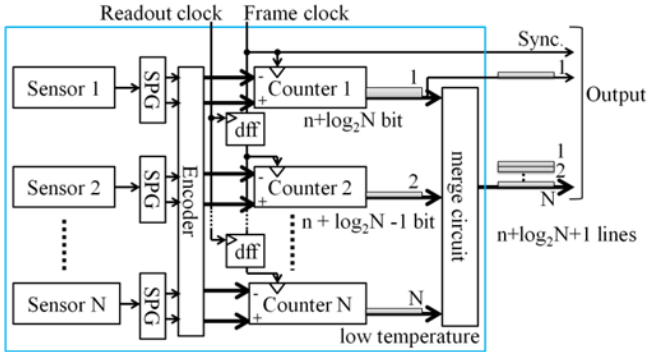 Readout clock
Frame clock
Sync.
Sensor 1
SPG
-
+
Counter 1
1
1
Output
n+log₂N bit
dff
Encoder
merge circuit
Sensor 2
SPG
-
+
Counter 2
2
1
2
N
n + log₂N -1 bit
n+log₂N+1 lines
dff
Sensor N
SPG
-
+
Counter N
N
low temperature